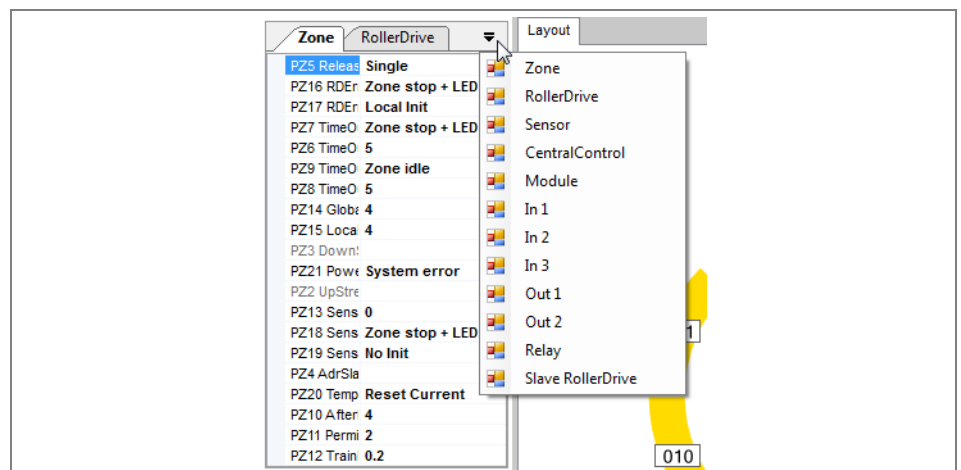 Zone RollerDrive Layout
PZ5 Releas Single
PZ16 RDEr Zone stop + LED
PZ17 RDEr Local Init
PZ7 TimeO Zone stop + LED
PZ6 TimeO 5
PZ9 TimeO Zone idle
PZ8 TimeO 5
PZ14 Globa 4
PZ15 Loca 4
PZ3 DownS
PZ21 Powe System error
PZ2 UpStre
PZ13 Sens 0
PZ18 Sens Zone stop + LED
PZ19 Sens No Init
PZ4 AdrSla
PZ20 Temp Reset Current
PZ10 After 4
PZ11 Permi 2
PZ12 Train 0.2
Zone
RollerDrive
Sensor
CentralControl
Module
In 1
In 2
In 3
Out 1
Out 2
Relay
Slave RollerDrive
1
010